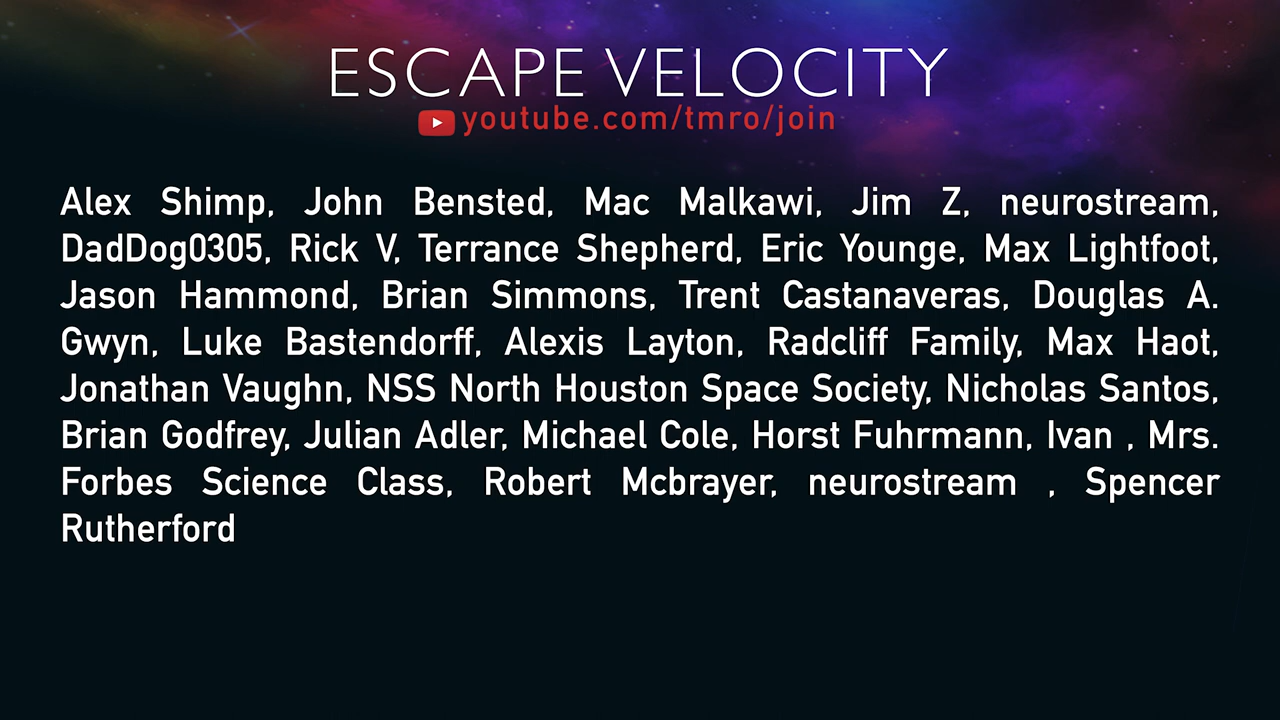 ESCAPE VELOCITY
youtube.com/tmro/join
Alex Shimp, John Bensted, Mac Malkawi, Jim Z, neurostream,
DadDog0305, Rick V, Terrance Shepherd, Eric Younge, Max Lightfoot,
Jason Hammond, Brian Simmons, Trent Castanaveras, Douglas A.
Gwyn, Luke Bastendorff, Alexis Layton, Radcliff Family, Max Haot,
Jonathan Vaughn, NSS North Houston Space Society, Nicholas Santos,
Brian Godfrey, Julian Adler, Michael Cole, Horst Fuhrmann, Ivan , Mrs.
Forbes Science Class, Robert Mcbrayer, neurostream , Spencer
Rutherford